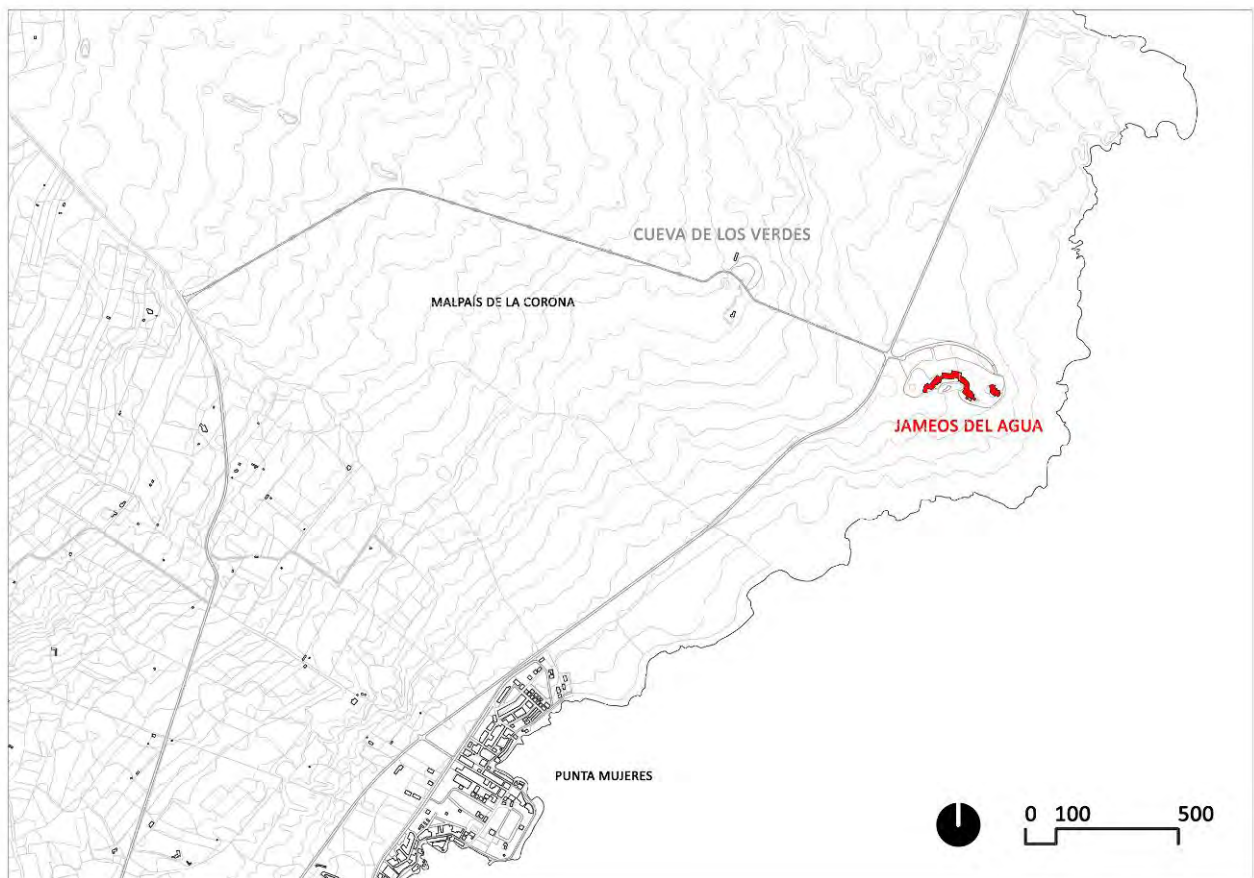 CUEVA DE LOS VERDES
MALPAÍS DE LA CORONA
JAMEOS DEL AGUA
PUNTA MUJERES
0 100 500